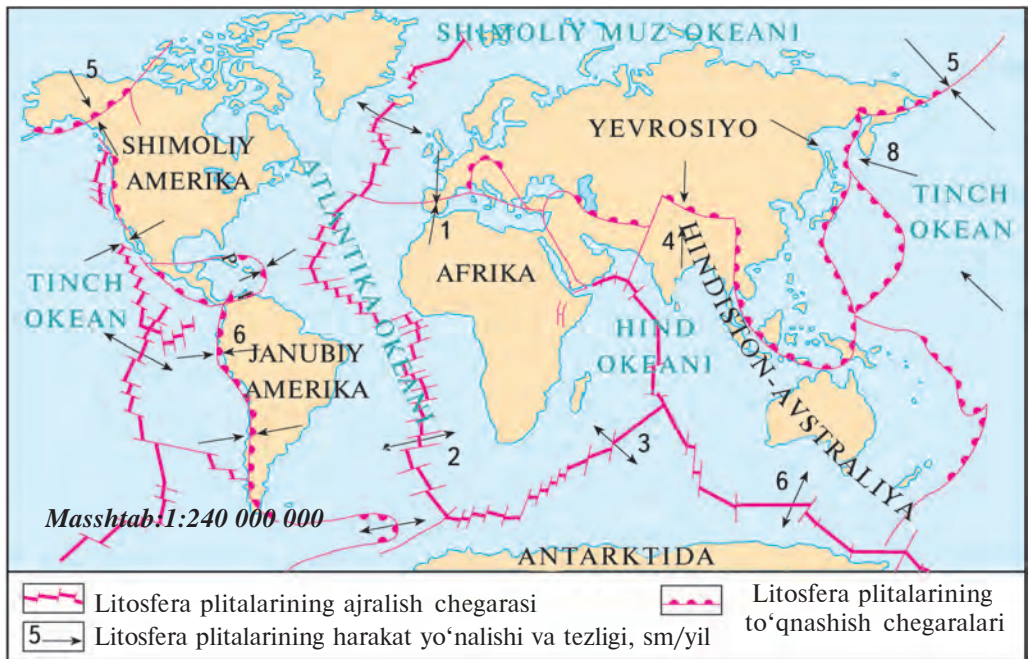 SHIMOLIY MUZ OKEANI
5
5
SHIMOLIY
AMERIKA
YEVROSIYO
8
TINCH
OKEAN
ATLANTIKA OKEANI
1
4
AFRIKA
HINDISTON-AVSTRALIYA
TINCH
OKEAN
HIND
OKEANI
6
JANUBIY
AMERIKA
2
3
6
Masshtab:1:240 000 000
ANTARKTIDA
Litosfera plitalarining ajralish chegarasi
5 Litosfera plitalarining harakat yo‘nalishi va tezligi, sm/yil
Litosfera plitalarining
to‘qnashish chegaralari